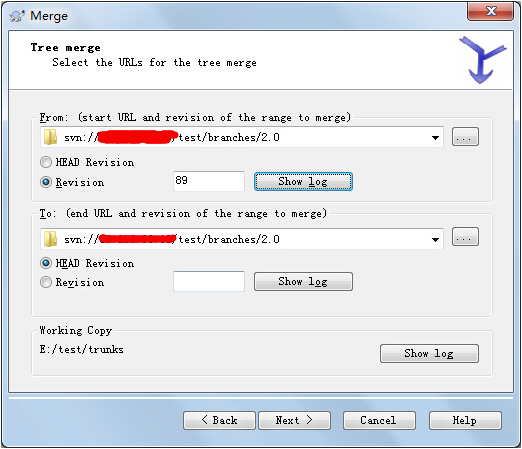 Merge
Tree merge
Select the URLs for the tree merge
From: (start URL and revision of the range to merge)
svn:// /test/branches/2.0
...
HEAD Revision
Revision 89 Show log
To: (end URL and revision of the range to merge)
svn:// /test/branches/2.0
...
HEAD Revision
Revision Show log
Working Copy
E:/test/trunks
Show log
< Back Next > Cancel Help